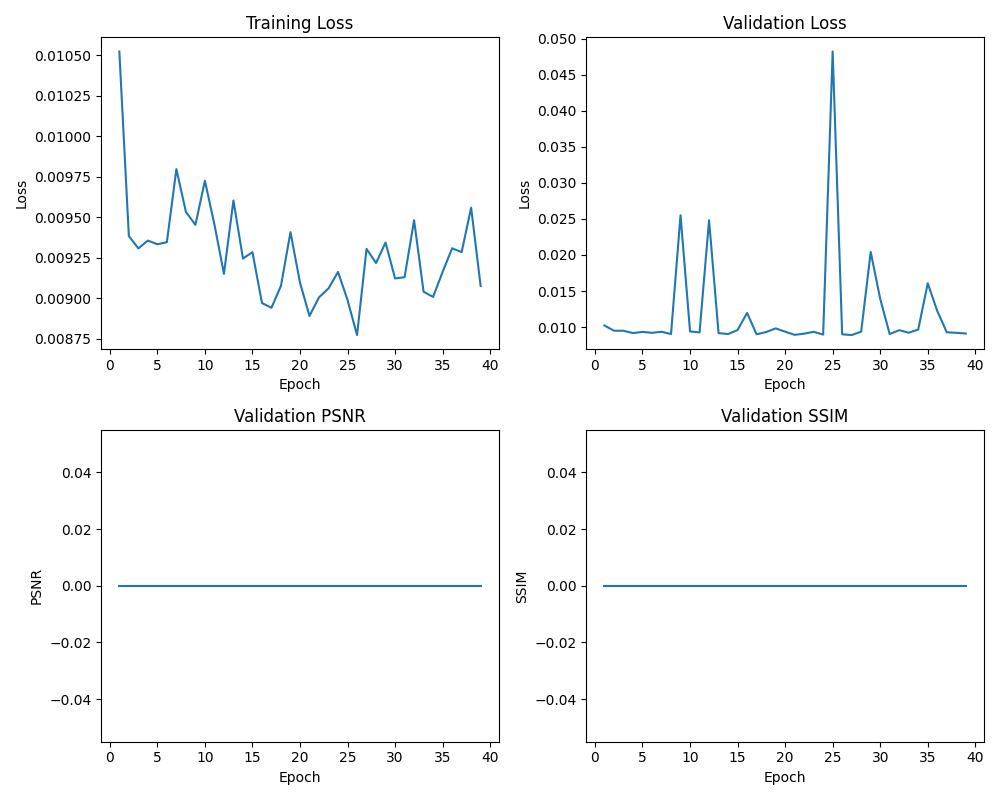 Training Loss
Validation Loss
0.01050
0.01025
0.01000
0.00975
0.00950
0.00925
0.00900
0.00875
Loss
0 5 10 15 20 25 30 35 40
Epoch
0.050
0.045
0.040
0.035
0.030
0.025
0.020
0.015
0.010
Loss
0 5 10 15 20 25 30 35 40
Epoch
Validation PSNR
Validation SSIM
0.04
0.02
0.00
−0.02
−0.04
PSNR
0 5 10 15 20 25 30 35 40
Epoch
0.04
0.02
0.00
−0.02
−0.04
SSIM
0 5 10 15 20 25 30 35 40
Epoch